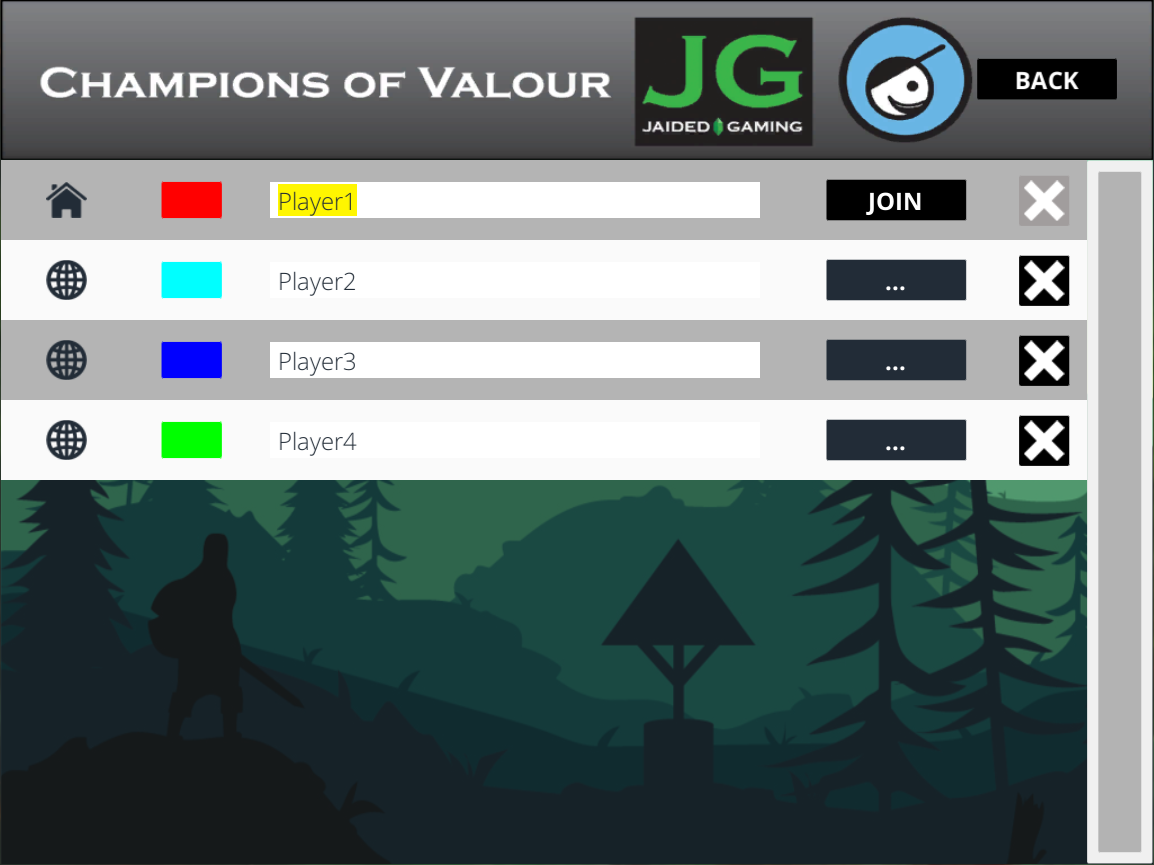 CHAMPIONS OF VALOUR
JG
JAIDED GAMING
BACK
Player1
JOIN
Player2
...
Player3
...
Player4
...